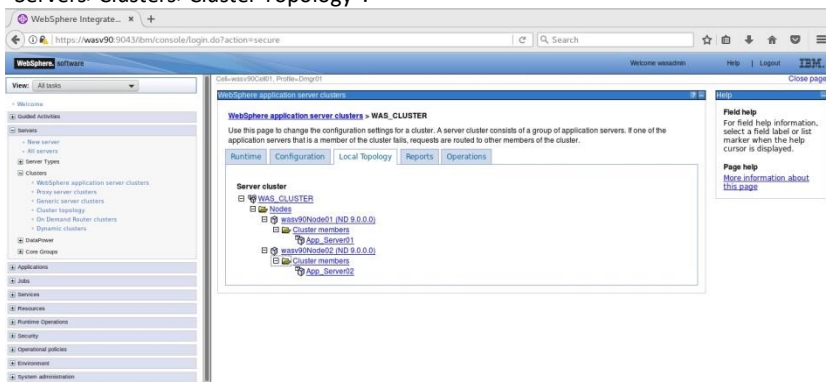 Servers> Clusters> Cluster Topology".
WebSphere Integrate... × +
https://wasv90:9043/ibm/console/login.do?action=secure
Search
WebSphere. software
Welcome wasadmin
Help | Logout
IBM.
View: All tasks
Welcome
Guided Activities
Servers
New server
All servers
Server Types
Clusters
WebSphere application server clusters
Proxy server clusters
Generic server clusters
Cluster topology
On Demand Router clusters
Dynamic clusters
DataPower
Core Groups
Applications
Jobs
Services
Resources
Runtime Operations
Security
Operational policies
Environment
System administration
Cell=wasv90Cell01, Profile=Dmgr01
Close page
WebSphere application server clusters
WebSphere application server clusters > WAS_CLUSTER
Use this page to change the configuration settings for a cluster. A server cluster consists of a group of application servers. If one of the
application servers that is a member of the cluster fails, requests are routed to other members of the cluster.
Runtime Configuration Local Topology Reports Operations
Server cluster
WAS_CLUSTER
Nodes
wasv90Node01 (ND 9.0.0.0)
Cluster members
App_Server01
wasv90Node02 (ND 9.0.0.0)
Cluster members
App_Server02
Help
Field help
For field help information,
select a field label or list
marker when the help
cursor is displayed.
Page help
More information about
this page